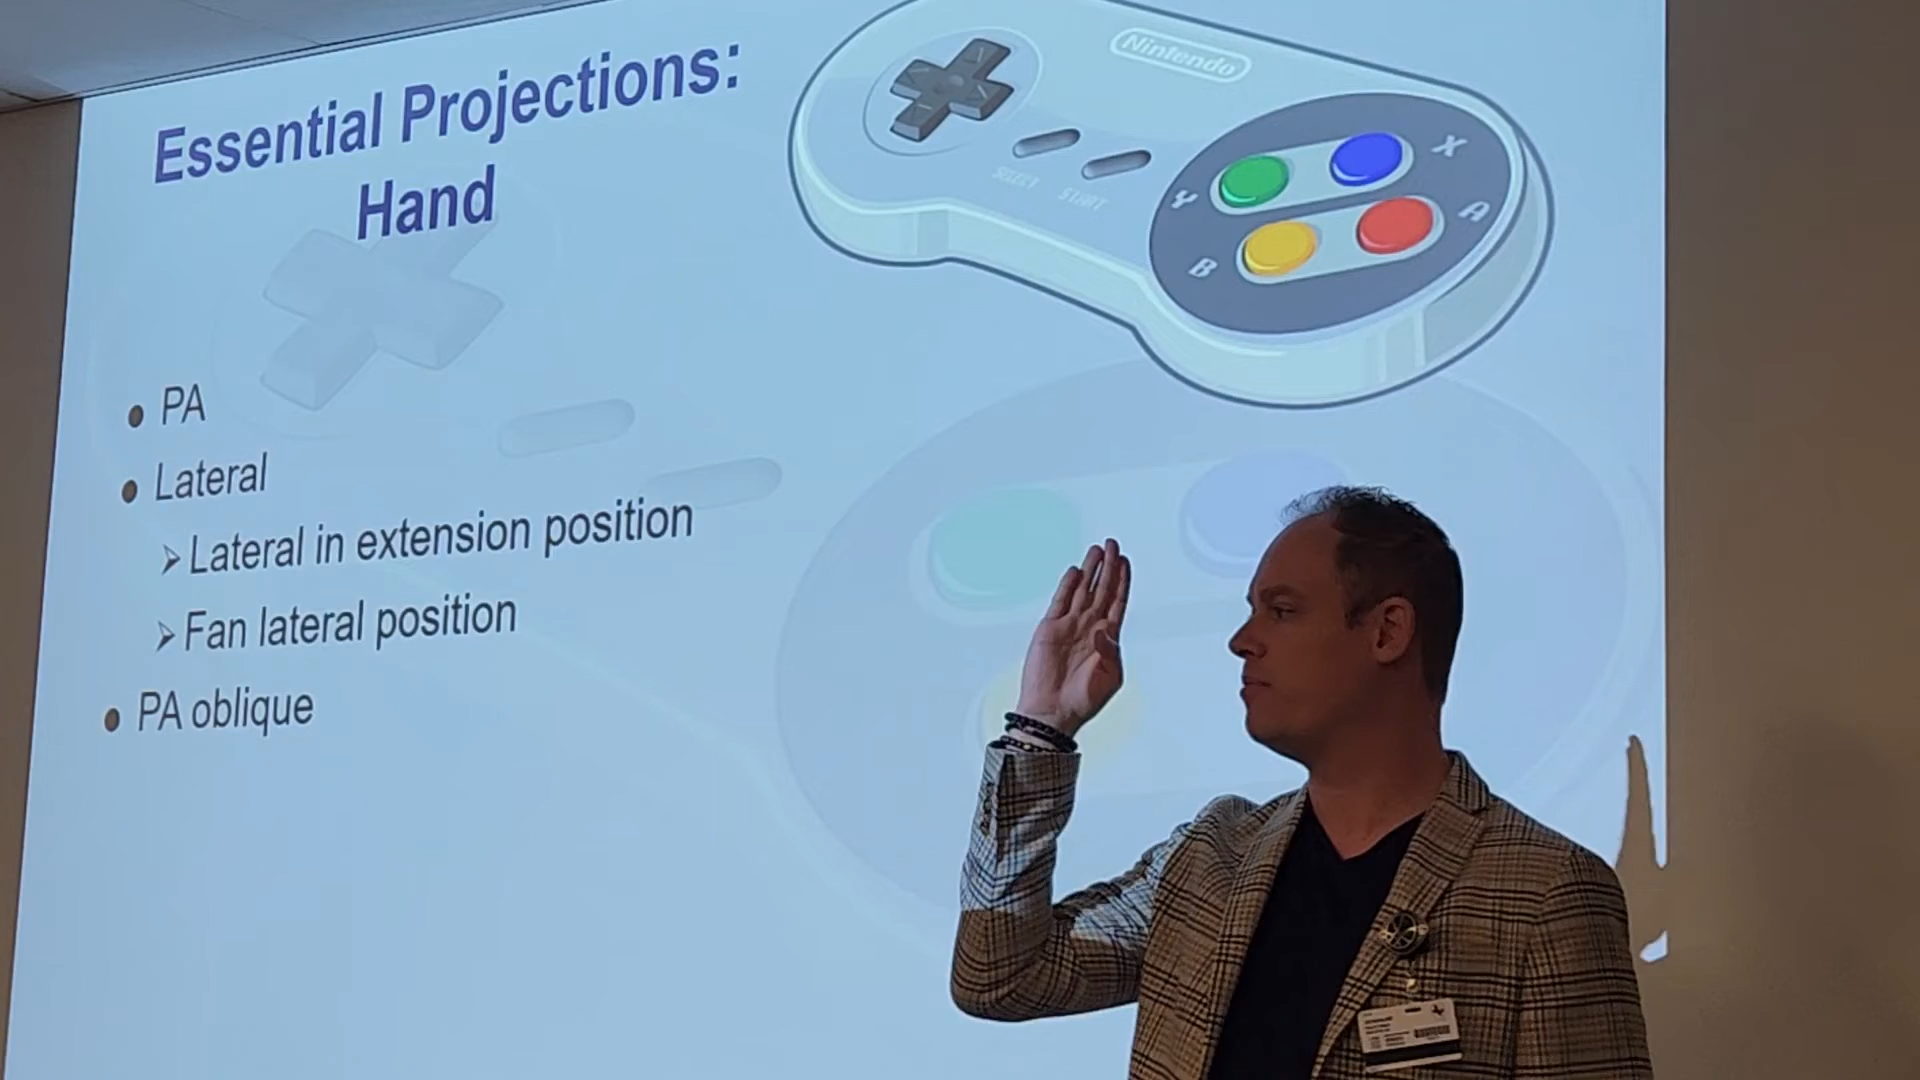 Essential Projections:
Hand
Nintendo
SELECT
START
X
Y
A
B
PA
Lateral
Lateral in extension position
Fan lateral position
PA oblique